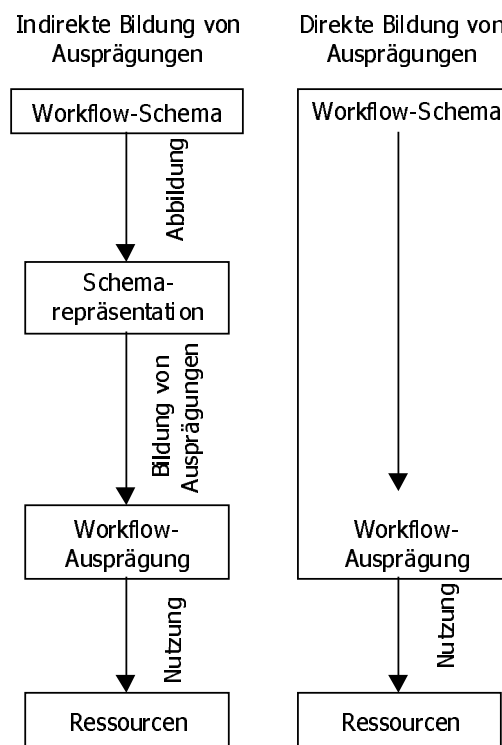 Indirekte Bildung von
Ausprägungen
Workflow-Schema
Abbildung
Schema-
repräsentation
Bildung von
Ausprägungen
Workflow-
Ausprägung
Nutzung
Ressourcen
Direkte Bildung von
Ausprägungen
Workflow-Schema
Workflow-
Ausprägung
Nutzung
Ressourcen